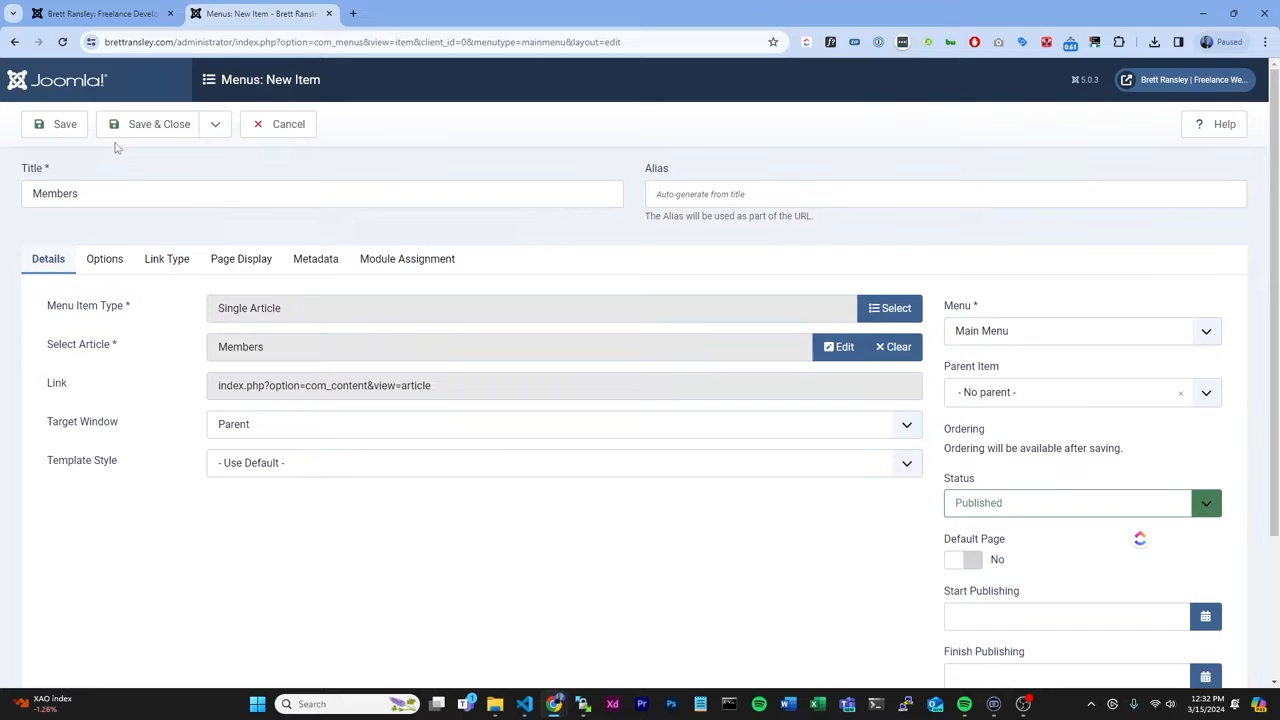 Brett Ransley: Freelance Develo
Menus: New Item - Brett Ransle
brettransley.com/administrator/index.php?option=com_menus&view=item&client_id=0&menutype=mainmenu&layout=edit
0.61
Paused
Joomla!
Menus: New Item
5.0.3
Brett Ransley | Freelance We...
Save
Save & Close
Cancel
? Help
Title *
Alias
Members
Auto-generate from title
The Alias will be used as part of the URL.
Details
Options
Link Type
Page Display
Metadata
Module Assignment
Menu Item Type *
Single Article
Select
Menu *
Main Menu
Select Article *
Members
Edit
Clear
Parent Item
- No parent -
Link
index.php?option=com_content&view=article
Target Window
Parent
Ordering
Ordering will be available after saving.
Template Style
- Use Default -
Status
Published
Default Page
No
Start Publishing
Finish Publishing
XAO index
-1.26%
Search
Xd
Pr
Ps
12:32 PM
3/15/2024